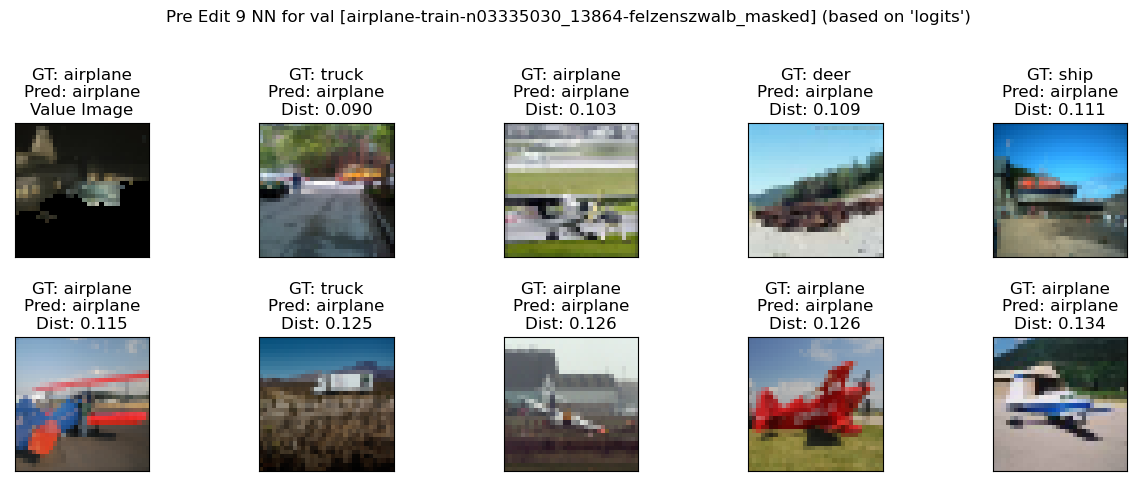 Pre Edit 9 NN for val [airplane-train-n03335030_13864-felzenszwalb_masked] (based on 'logits')
GT: airplane
Pred: airplane
Value Image
GT: truck
Pred: airplane
Dist: 0.090
GT: airplane
Pred: airplane
Dist: 0.103
GT: deer
Pred: airplane
Dist: 0.109
GT: ship
Pred: airplane
Dist: 0.111
GT: airplane
Pred: airplane
Dist: 0.115
GT: truck
Pred: airplane
Dist: 0.125
GT: airplane
Pred: airplane
Dist: 0.126
GT: airplane
Pred: airplane
Dist: 0.126
GT: airplane
Pred: airplane
Dist: 0.134